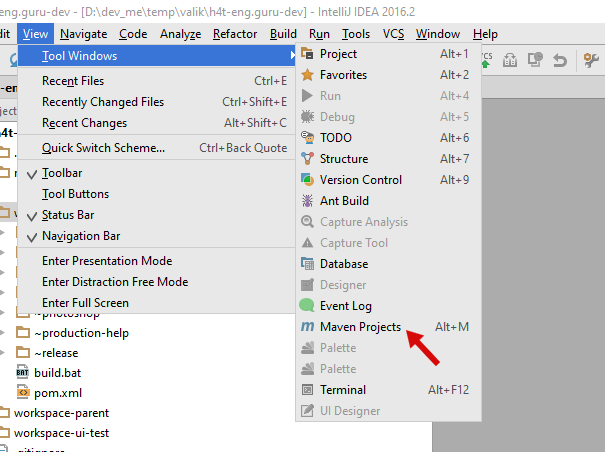 -eng.guru-dev] - [D:\dev_me\temp\valik\h4t-eng.guru-dev] - IntelliJ IDEA 2016.2
dit View Navigate Code Analyze Refactor Build Run Tools VCS Window Help
Tool Windows
Recent Files Ctrl+E
Recently Changed Files Ctrl+Shift+E
Recent Changes Alt+Shift+C
Quick Switch Scheme... Ctrl+Back Quote
Toolbar
Tool Buttons
Status Bar
Navigation Bar
Enter Presentation Mode
Enter Distraction Free Mode
Enter Full Screen
Project Alt+1
Favorites Alt+2
Run Alt+4
Debug Alt+5
TODO Alt+6
Structure Alt+7
Version Control Alt+9
Ant Build
Capture Analysis
Capture Tool
Database
Designer
Event Log
Maven Projects Alt+M
Palette
Palette
Terminal Alt+F12
UI Designer
~photoshop
~production-help
~release
build.bat
pom.xml
workspace-parent
workspace-ui-test
.gitignore